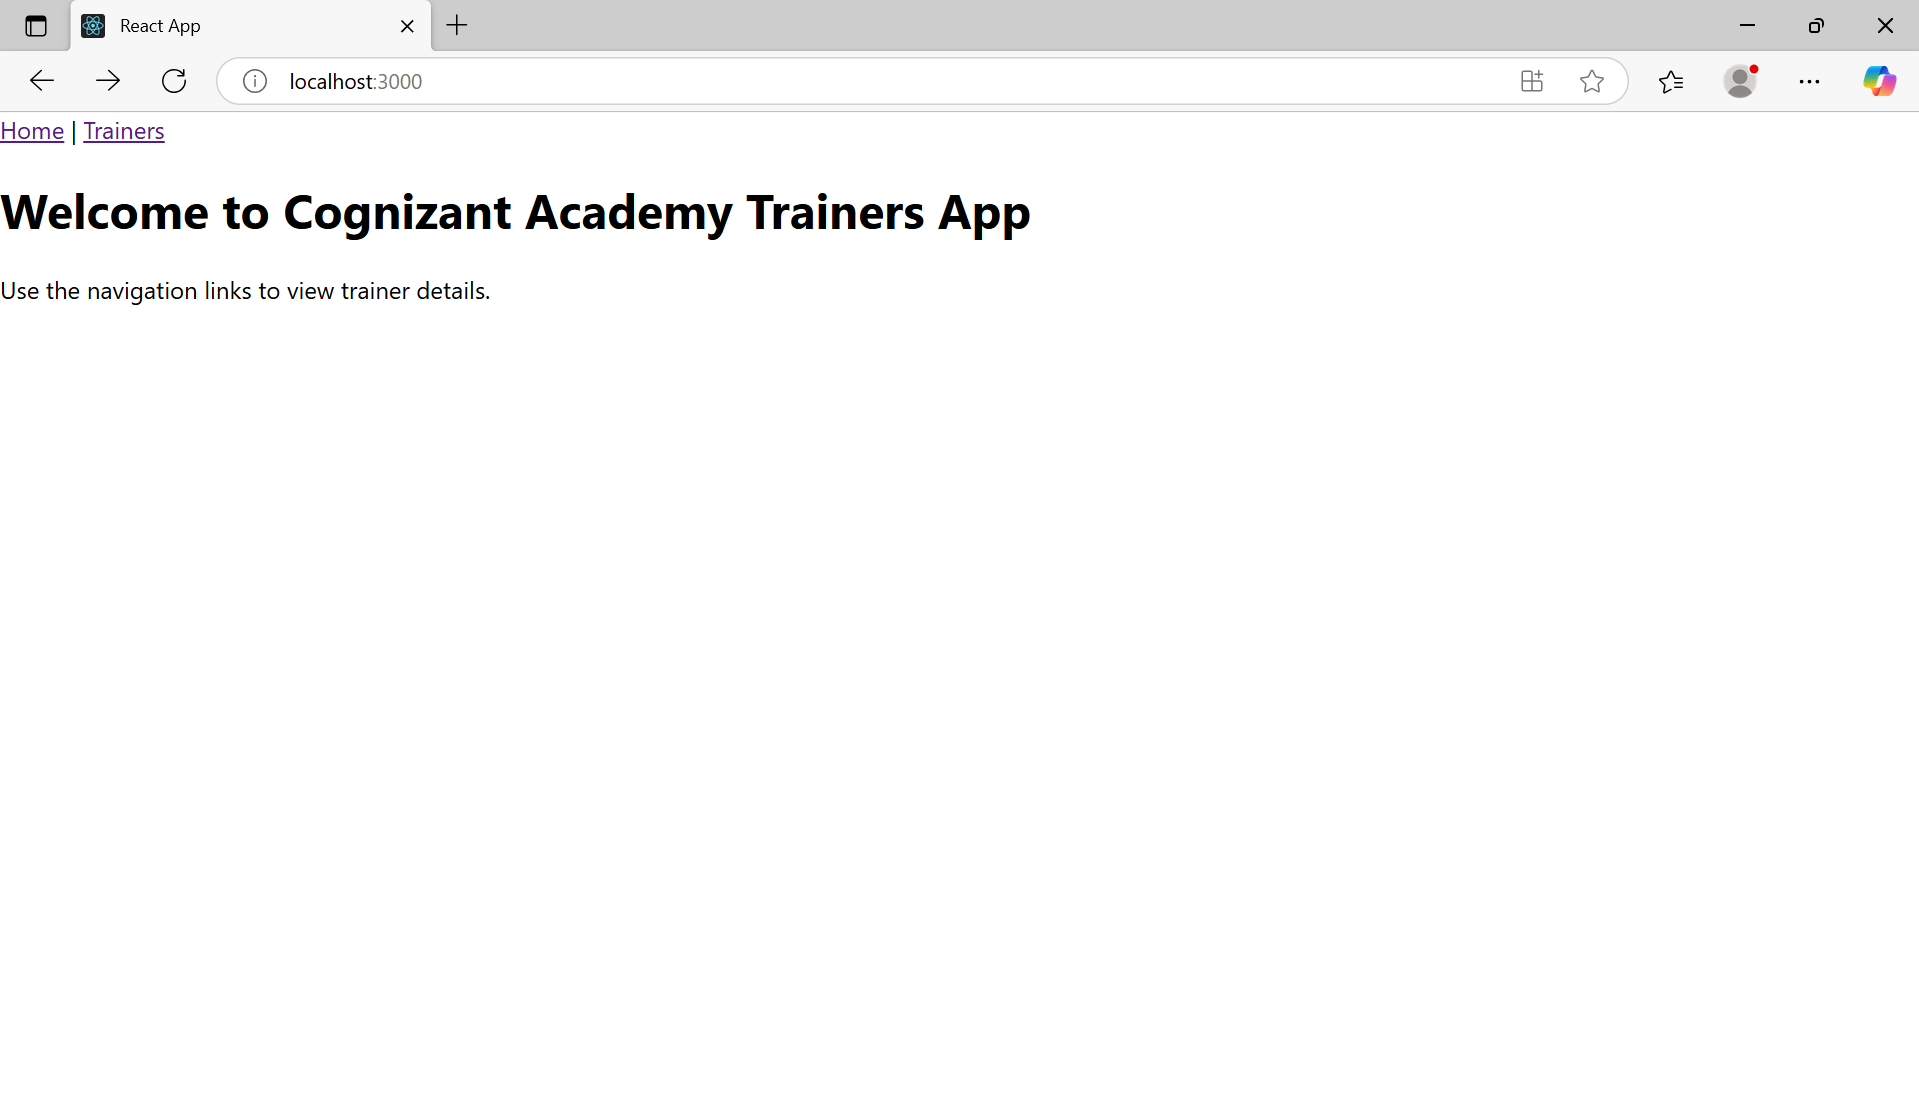 React App
localhost:3000
Home | Trainers
Welcome to Cognizant Academy Trainers App
Use the navigation links to view trainer details.